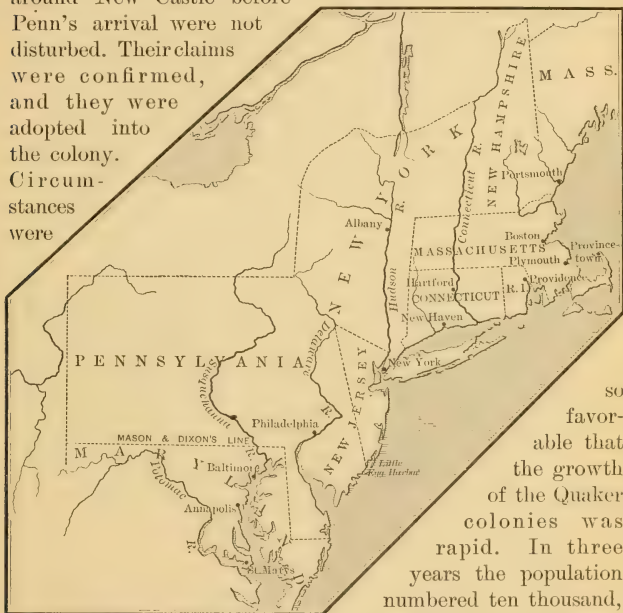 around New Castle before
Penn's arrival were not
disturbed. Their claims
were confirmed,
and they were
adopted into
the colony.
Circum-
stances
were
NEW HAMPSHIRE
MASS.
NEW YORK
R.
Connecticut R.
Portsmouth
Albany
Boston
MASSACHUSETTS
Plymouth
Province-
town
Hudson
Hartford
CONNECTICUT
R.I.
Providence
New Haven
PENNSYLVANIA
Susquehanna
Delaware
R.
New York
NEW JERSEY
Philadelphia
MASON & DIXON'S LINE
Baltimore
Little
Egg Harbor
Potomac
R.
Annapolis
St. Marys
so
favor-
able that
the growth
of the Quaker
colonies was
rapid. In three
years the population
numbered ten thousand,